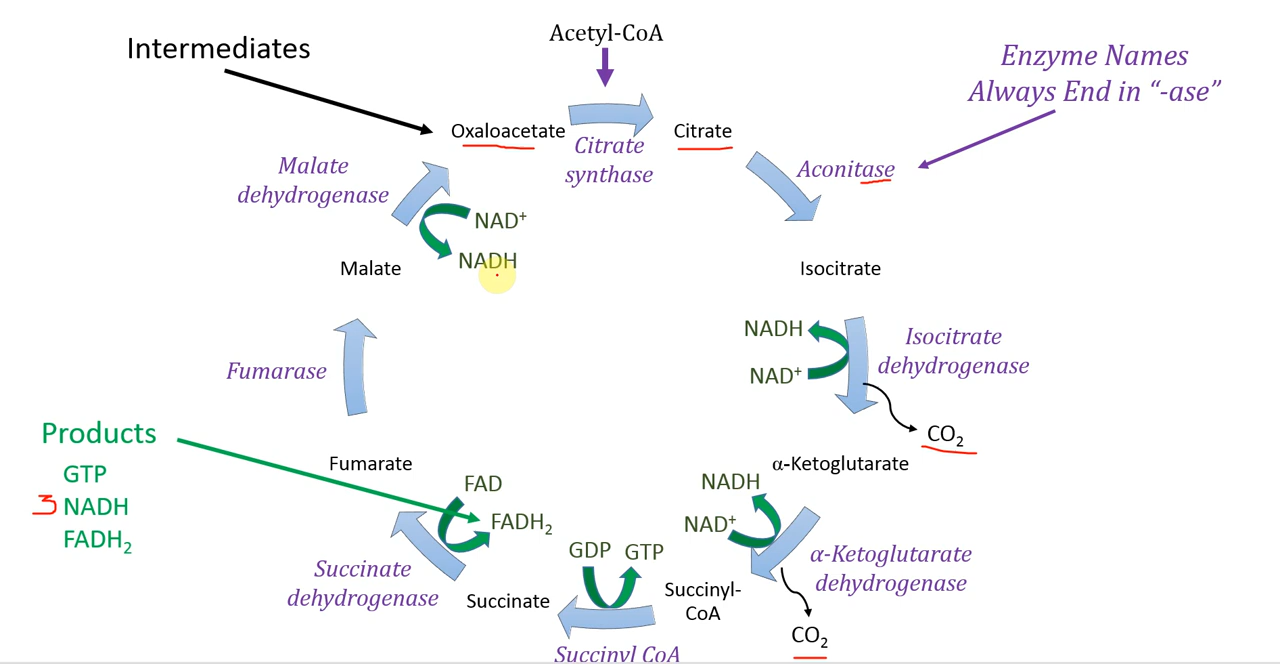 Acetyl-CoA
Intermediates
Enzyme Names
Always End in “-ase”
Oxaloacetate
Citrate
synthase
Citrate
Aconitase
Malate
dehydrogenase
NAD⁺
NADH
Malate
Isocitrate
NADH
NAD⁺
Isocitrate
dehydrogenase
CO₂
Fumarase
Products
GTP
3 NADH
FADH₂
Fumarate
FAD
FADH₂
α-Ketoglutarate
NADH
NAD⁺
α-Ketoglutarate
dehydrogenase
CO₂
GDP GTP
Succinyl-
CoA
Succinate
Succinate
dehydrogenase
Succinyl CoA